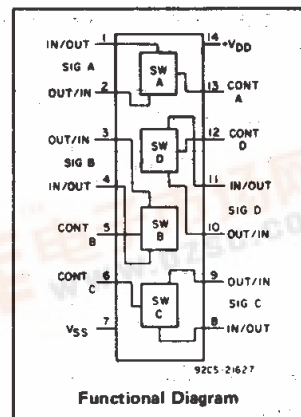 IN/OUT 1
SIG A
OUT/IN 2
OUT/IN 3
SIG B
IN/OUT 4
CONT B 5
CONT C 6
VSS 7
SW A
SW D
SW B
SW C
14 +VDD
13 CONT A
12 CONT D
11 IN/OUT
SIG D
10 OUT/IN
9 OUT/IN
SIG C
8 IN/OUT
92CS-21627
Functional Diagram